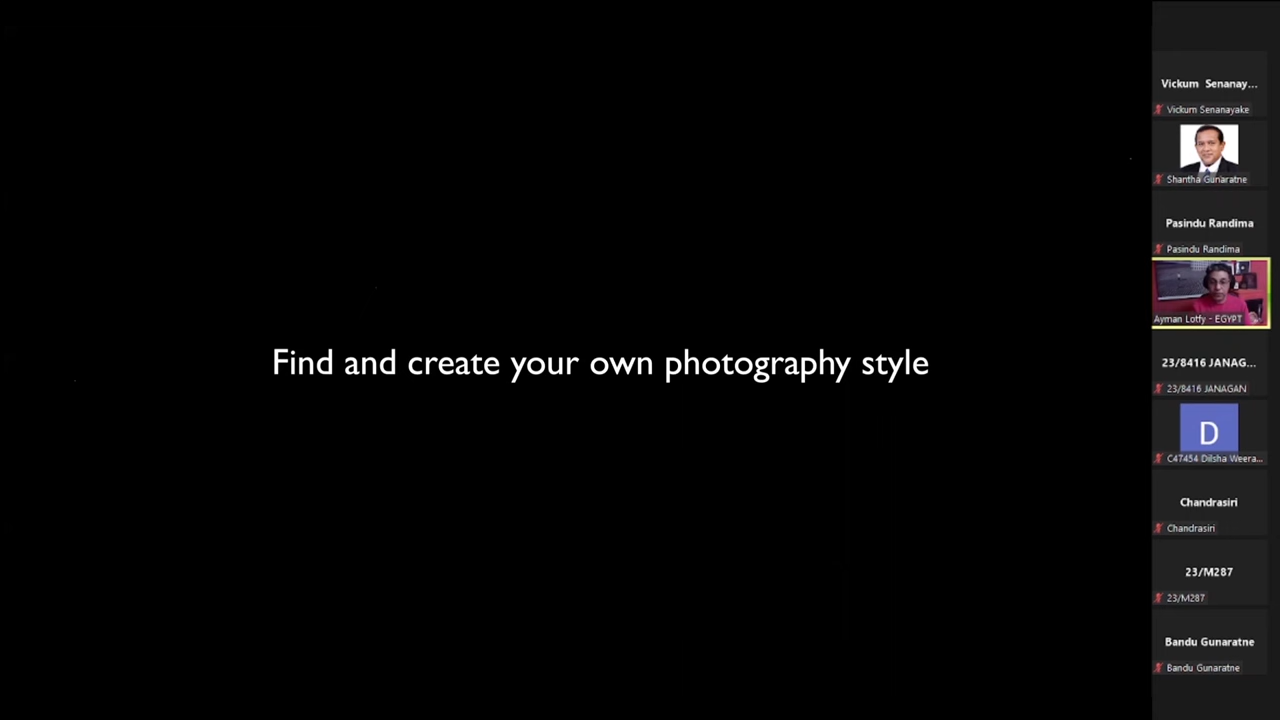 Find and create your own photography style
Vickum Senanay...
Vickum Senanayake
Shantha Gunaratne
Pasindu Randima
Pasindu Randima
Ayman Lotfy - EGYPT
23/8416 JANAG...
23/8416 JANAGAN
D
C47454 Dilsha Weera...
Chandrasiri
Chandrasiri
23/M287
23/M287
Bandu Gunaratne
Bandu Gunaratne